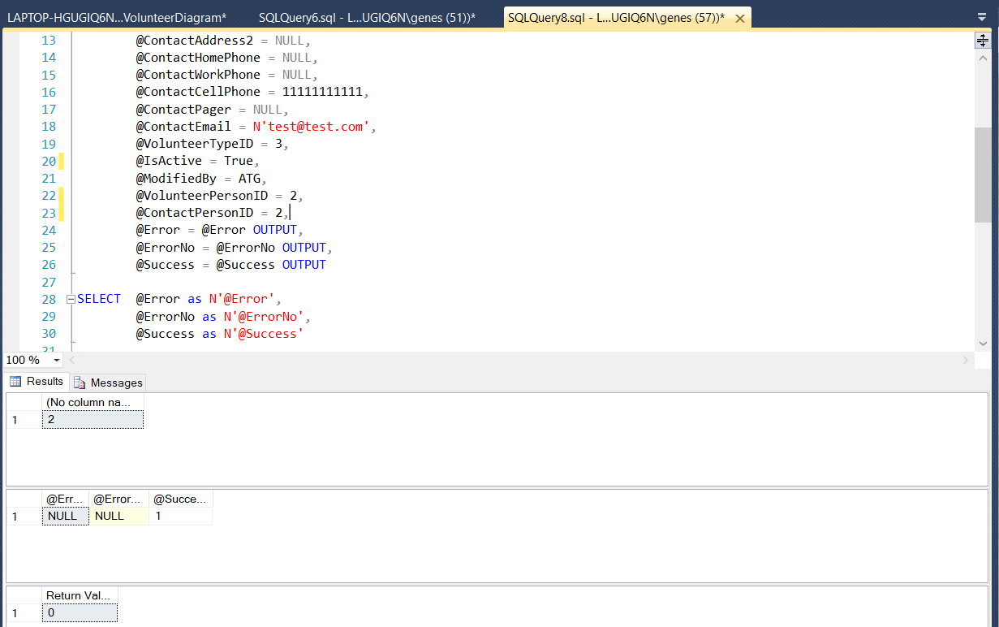 LAPTOP-HGUGIQ6N...VolunteerDiagram* SQLQuery6.sql - L...UGIQ6N\genes (51))* SQLQuery8.sql - L...UGIQ6N\genes (57))*
13 @ContactAddress2 = NULL,
14 @ContactHomePhone = NULL,
15 @ContactWorkPhone = NULL,
16 @ContactCellPhone = 11111111111,
17 @ContactPager = NULL,
18 @ContactEmail = N'test@test.com',
19 @VolunteerTypeID = 3,
20 @IsActive = True,
21 @ModifiedBy = ATG,
22 @VolunteerPersonID = 2,
23 @ContactPersonID = 2,
24 @Error = @Error OUTPUT,
25 @ErrorNo = @ErrorNo OUTPUT,
26 @Success = @Success OUTPUT
27
28 SELECT @Error as N'@Error',
29 @ErrorNo as N'@ErrorNo',
30 @Success as N'@Success'
31
100 %
Results Messages
(No column na...
1 2
@Err... @Error... @Succe...
1 NULL NULL 1
Return Val...
1 0